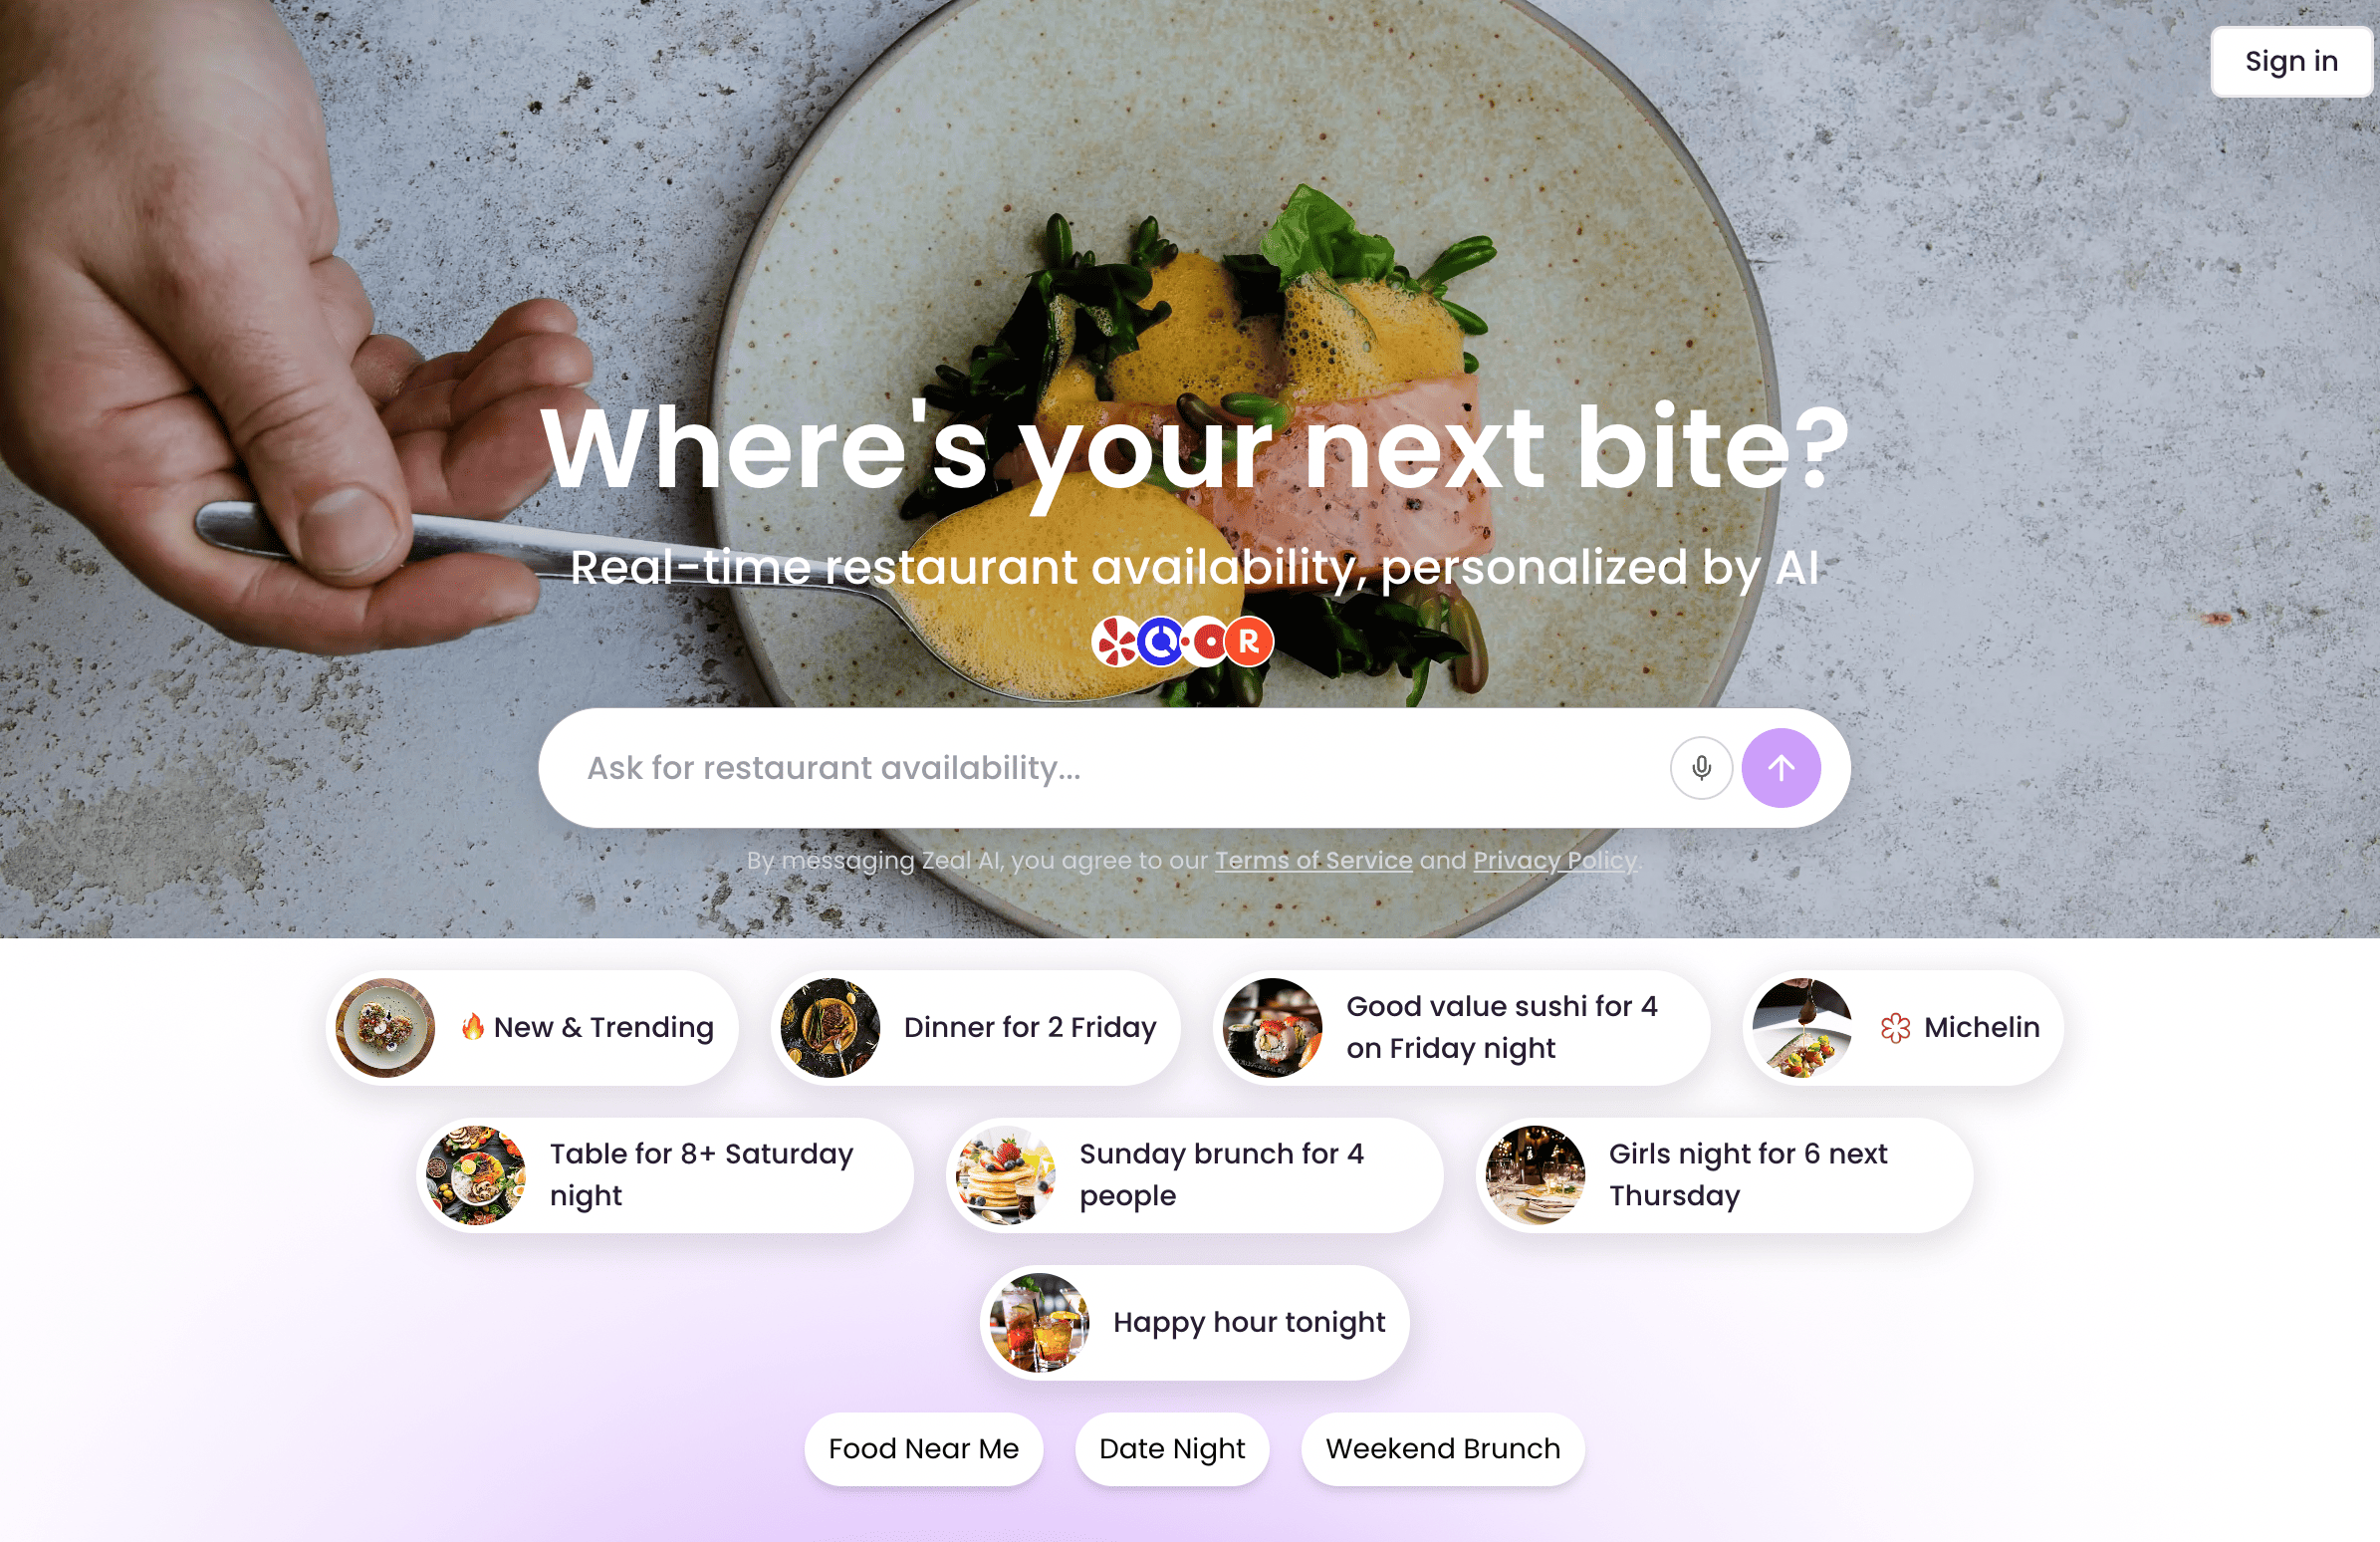 Sign in
Where's your next bite?
Real-time restaurant availability, personalized by AI
R
Ask for restaurant availability...
By messaging Zeal AI, you agree to our Terms of Service and Privacy Policy.
🔥 New & Trending
Dinner for 2 Friday
Good value sushi for 4
on Friday night
Michelin
Table for 8+ Saturday
night
Sunday brunch for 4
people
Girls night for 6 next
Thursday
Happy hour tonight
Food Near Me
Date Night
Weekend Brunch